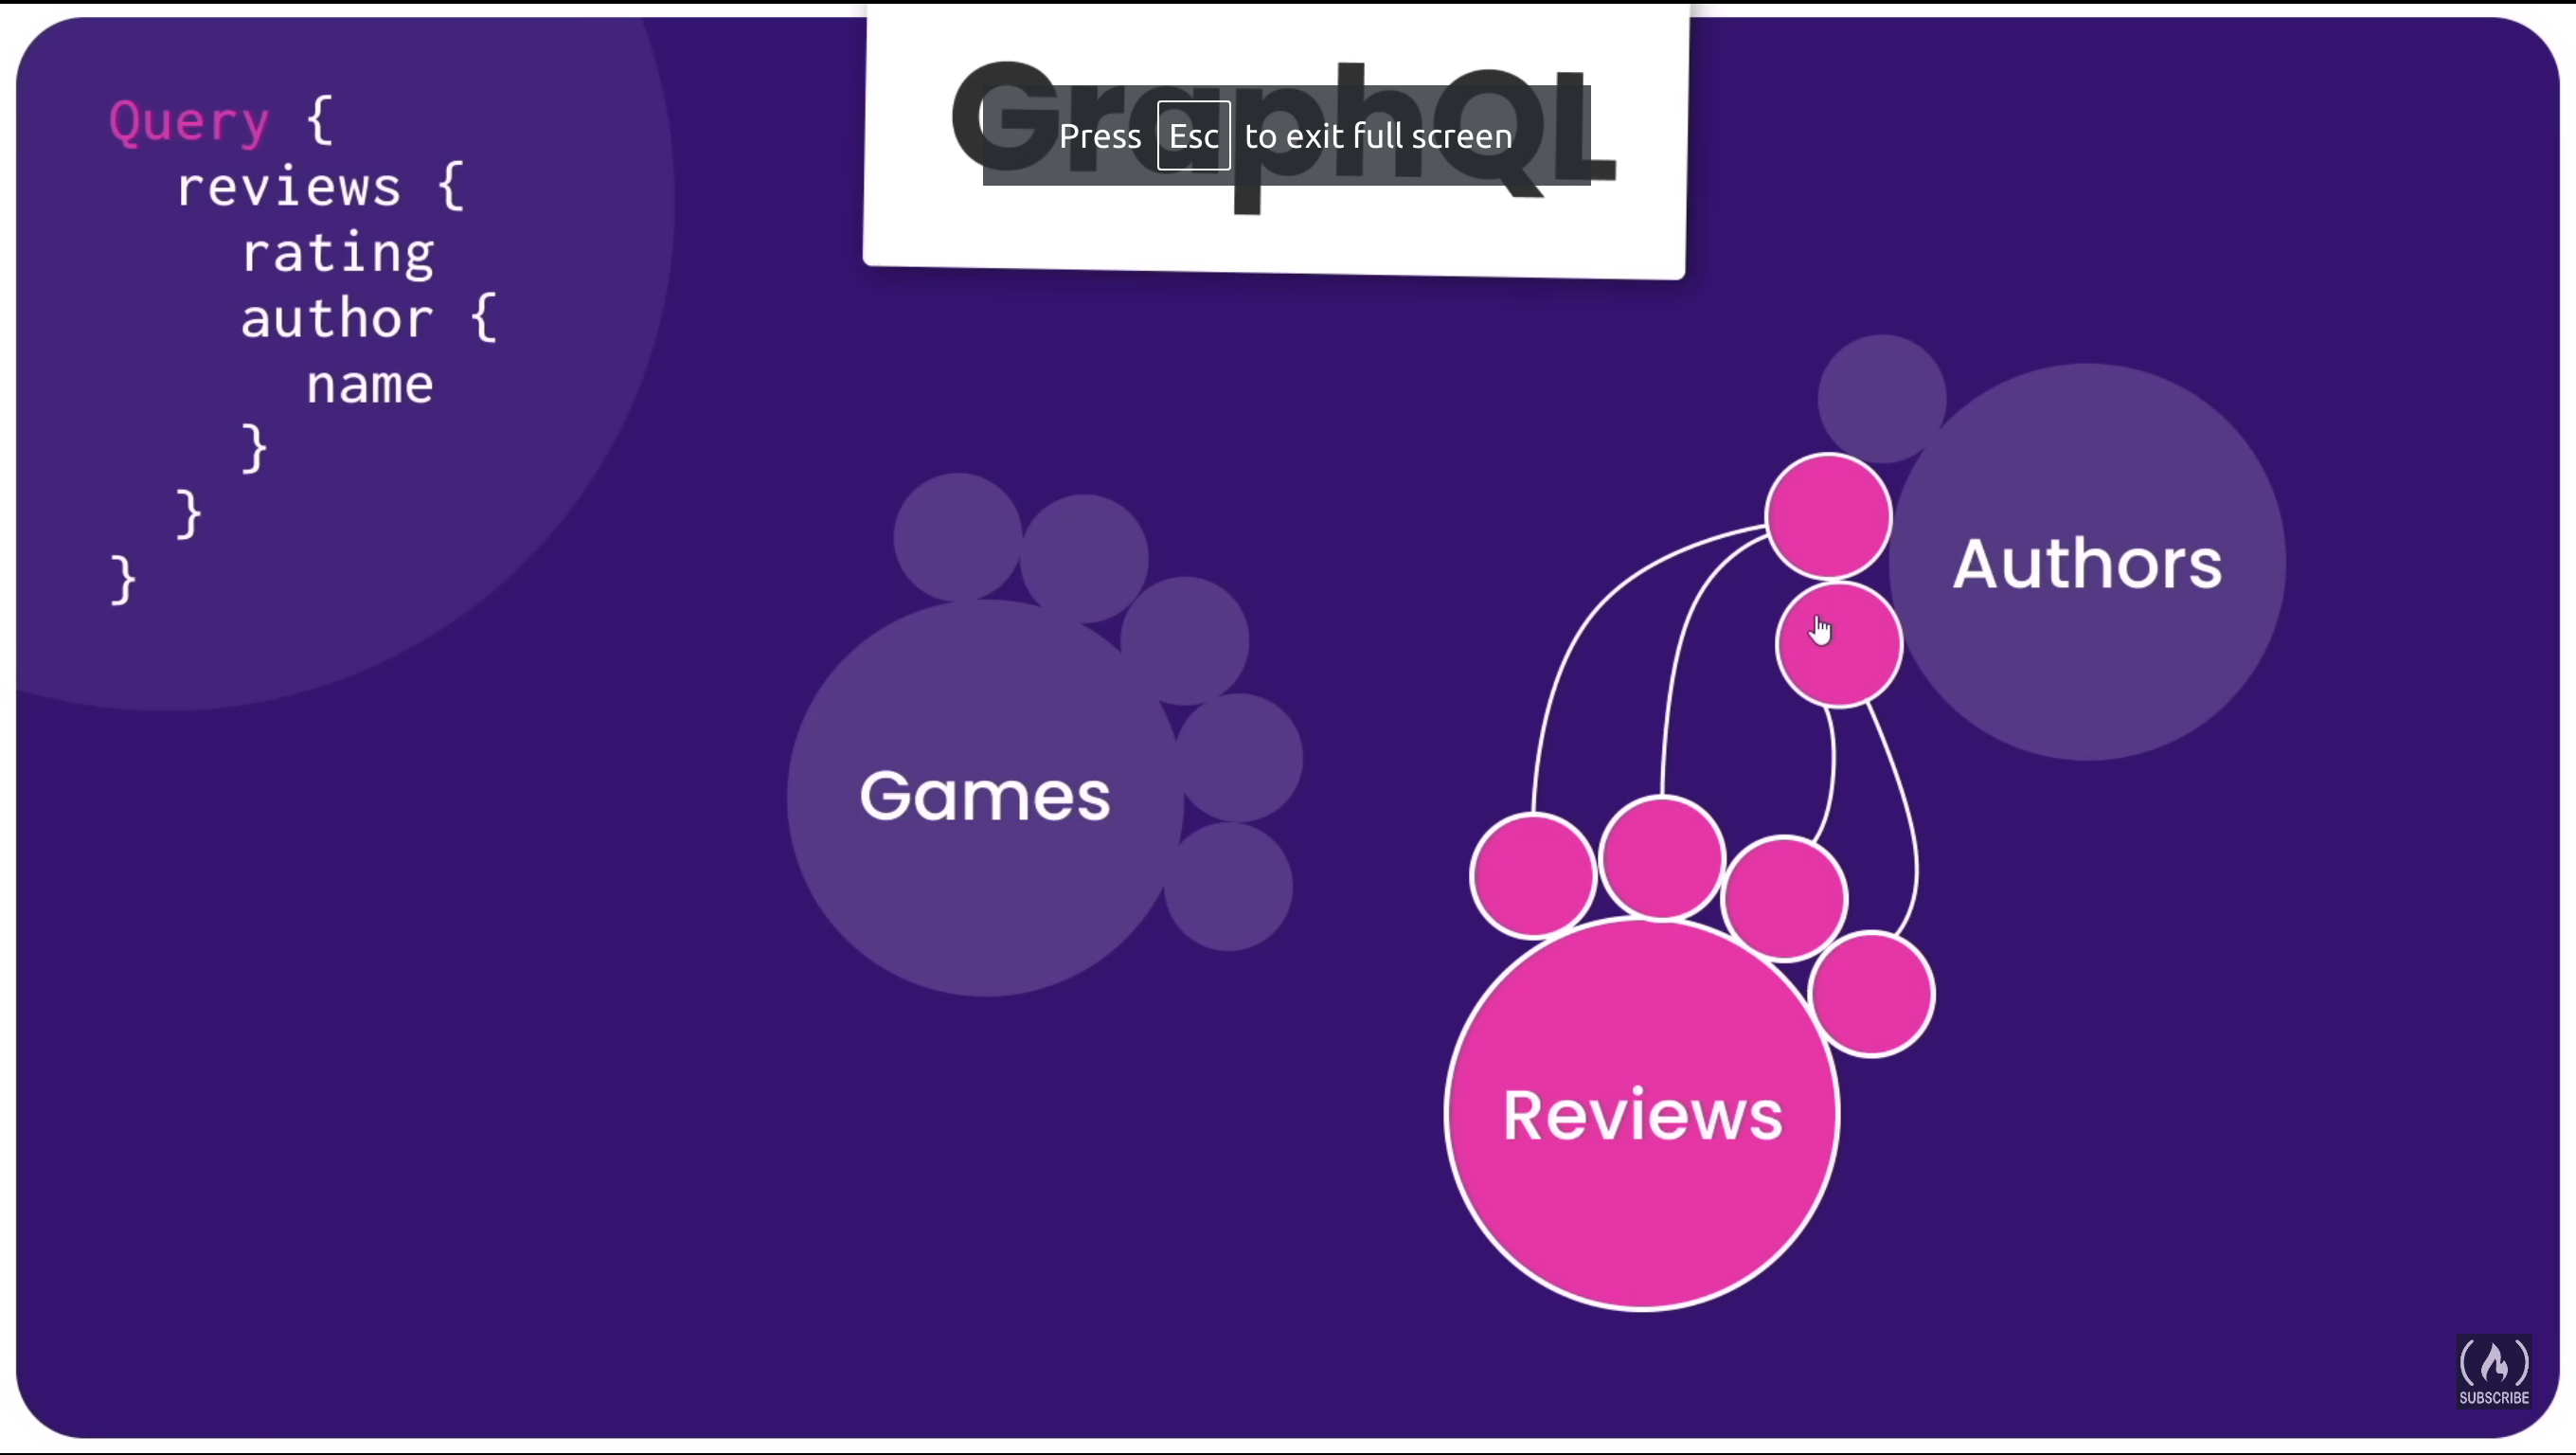 Query {
reviews {
rating
author {
name
}
}
}
GraphQL
Press Esc to exit full screen
Authors
Games
Reviews
SUBSCRIBE